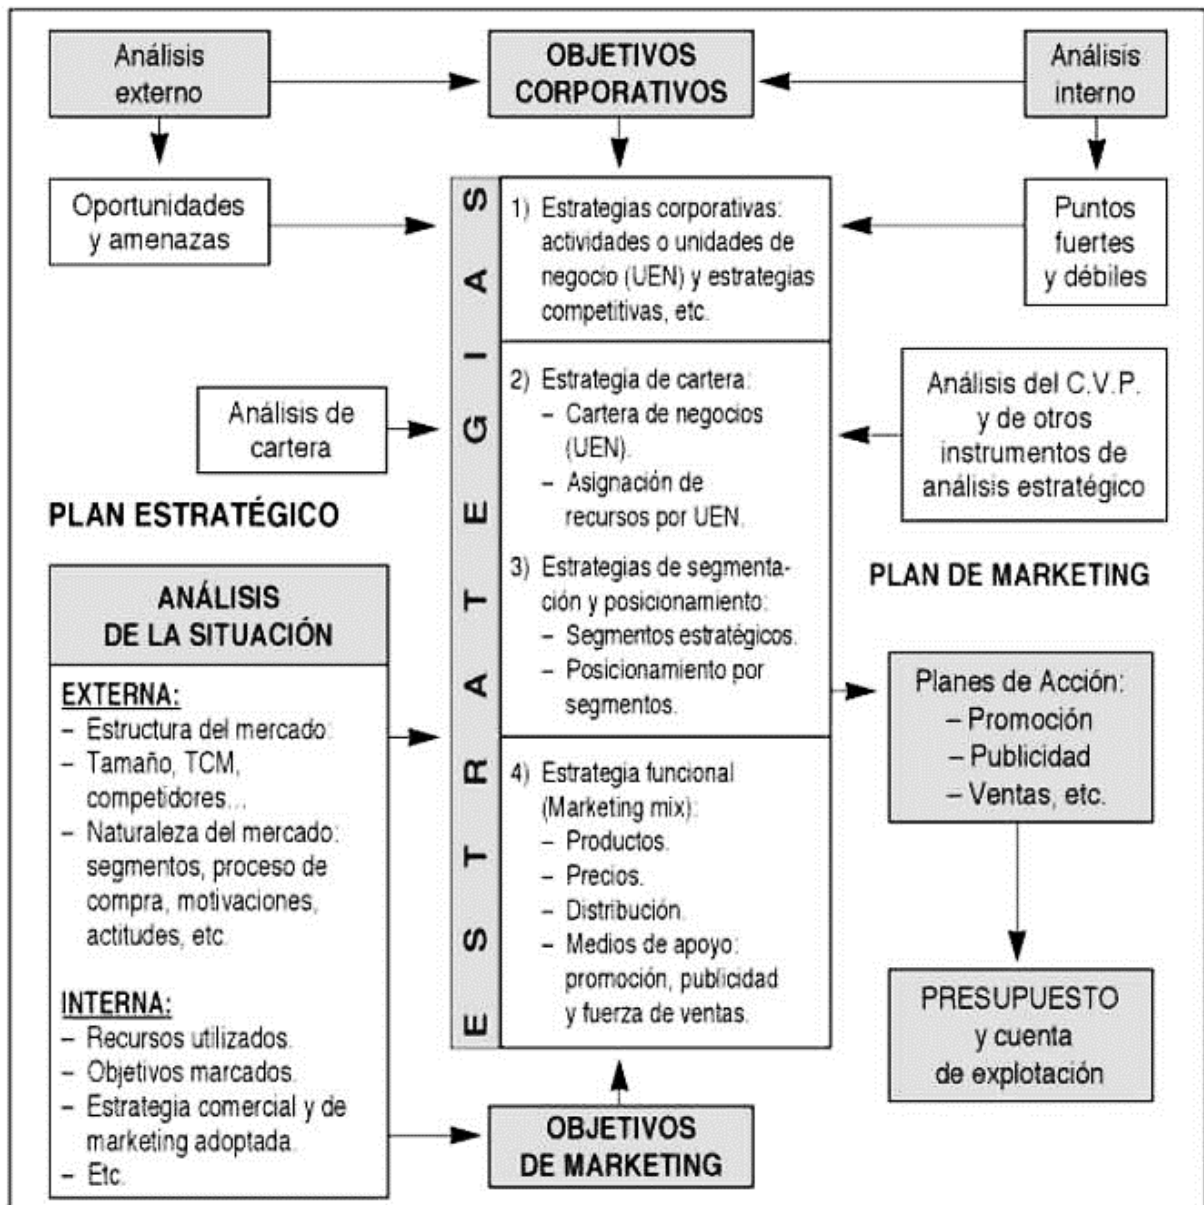 Análisis
externo
OBJETIVOS
CORPORATIVOS
Análisis
interno
Oportunidades
y amenazas
ESTRATEGIAS
1) Estrategias corporativas:
actividades o unidades de
negocio (UEN) y estrategias
competitivas, etc.
Puntos
fuertes
y débiles
Análisis de
cartera
2) Estrategia de cartera:
– Cartera de negocios
(UEN).
– Asignación de
recursos por UEN.
Análisis del C.V.P.
y de otros
instrumentos de
análisis estratégico
PLAN ESTRATÉGICO
3) Estrategias de segmenta-
ción y posicionamiento:
– Segmentos estratégicos.
– Posicionamiento por
segmentos.
PLAN DE MARKETING
ANÁLISIS
DE LA SITUACIÓN
EXTERNA:
– Estructura del mercado:
– Tamaño, TCM,
competidores...
– Naturaleza del mercado:
segmentos, proceso de
compra, motivaciones,
actitudes, etc.
INTERNA:
– Recursos utilizados.
– Objetivos marcados.
– Estrategia comercial y de
marketing adoptada.
– Etc.
4) Estrategia funcional
(Marketing mix):
– Productos.
– Precios.
– Distribución.
– Medios de apoyo:
promoción, publicidad
y fuerza de ventas.
Planes de Acción:
– Promoción
– Publicidad
– Ventas, etc.
PRESUPUESTO
y cuenta
de explotación
OBJETIVOS
DE MARKETING